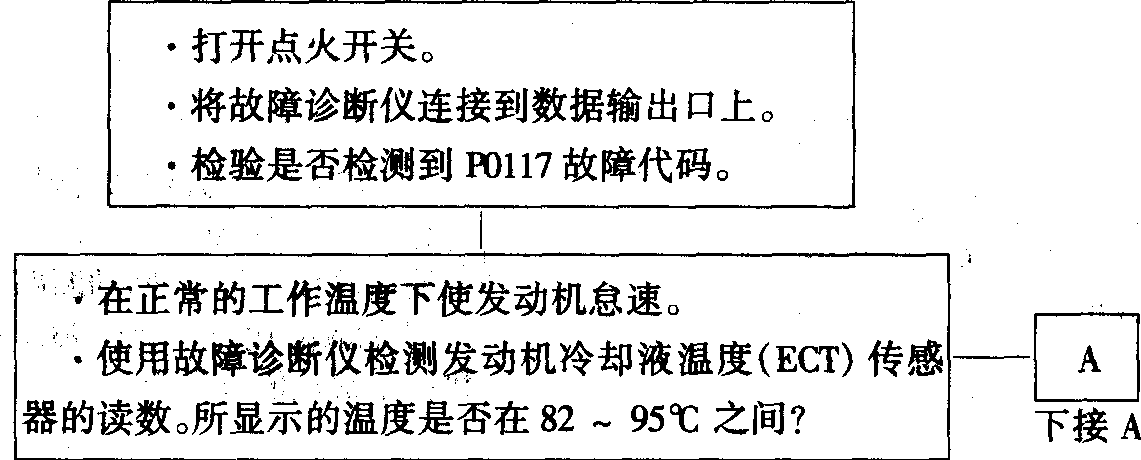 ·打开点火开关。
·将故障诊断仪连接到数据输出口上。
·检验是否检测到 P0117 故障代码。
·在正常的工作温度下使发动机怠速。
·使用故障诊断仪检测发动机冷却液温度(ECT)传感
器的读数。所显示的温度是否在 82 ~ 95℃ 之间?
A
下接 A